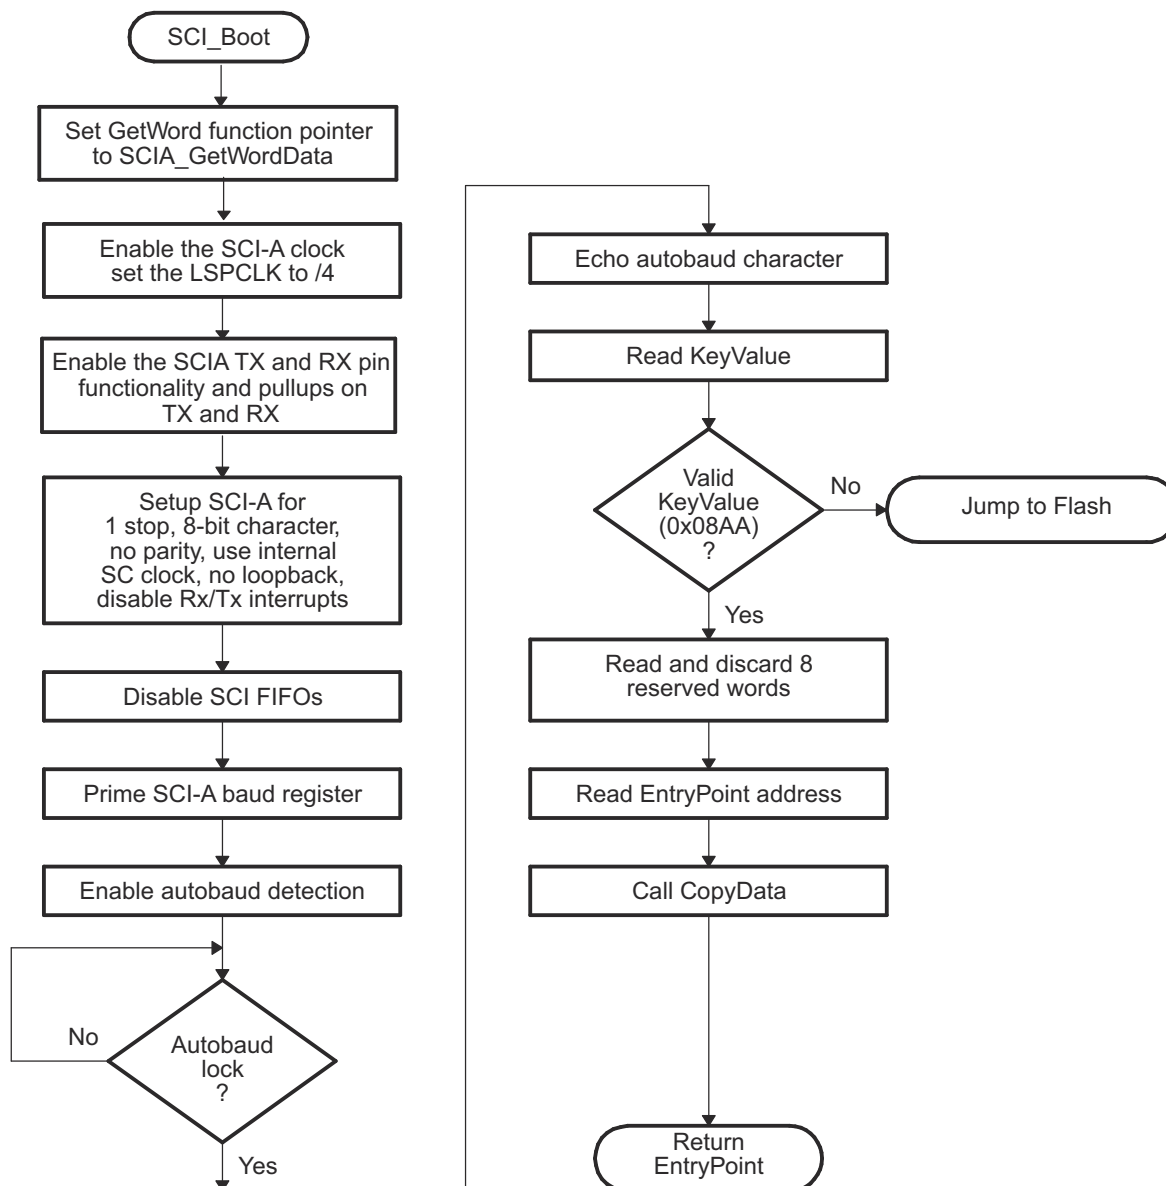 SCI_Boot
Set GetWord function pointer
to SCIA_GetWordData
Enable the SCI-A clock
set the LSPCLK to /4
Enable the SCIA TX and RX pin
functionality and pullups on
TX and RX
Setup SCI-A for
1 stop, 8-bit character,
no parity, use internal
SC clock, no loopback,
disable Rx/Tx interrupts
Disable SCI FIFOs
Prime SCI-A baud register
Enable autobaud detection
No
Autobaud
lock
?
Yes
Echo autobaud character
Read KeyValue
Valid
KeyValue
(0x08AA)
?
No
Jump to Flash
Yes
Read and discard 8
reserved words
Read EntryPoint address
Call CopyData
Return
EntryPoint